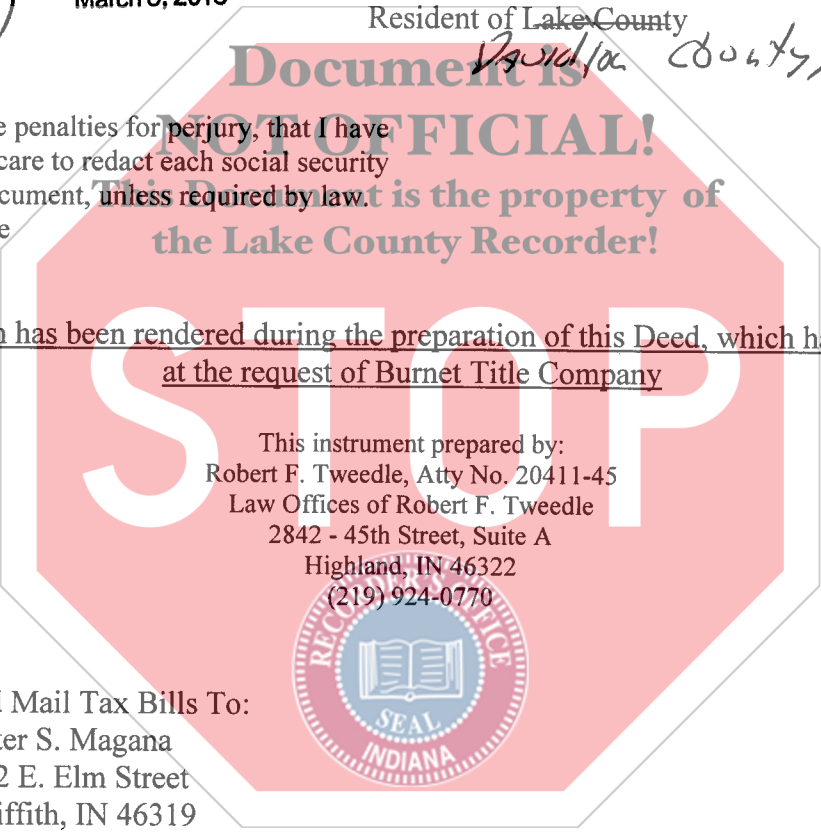 March 3, 2015
Resident of Lake County
Davidson County,
Document is
NOT OFFICIAL!
This Document is the property of
the Lake County Recorder!
e penalties for perjury, that I have
care to redact each social security
cument, unless required by law.
e
n has been rendered during the preparation of this Deed, which ha
at the request of Burnet Title Company
STOP
This instrument prepared by:
Robert F. Tweedle, Atty No. 20411-45
Law Offices of Robert F. Tweedle
2842 - 45th Street, Suite A
Highland, IN 46322
(219) 924-0770
RECORDER'S OFFICE
SEAL
INDIANA
l Mail Tax Bills To:
ter S. Magana
2 E. Elm Street
iffith, IN 46319